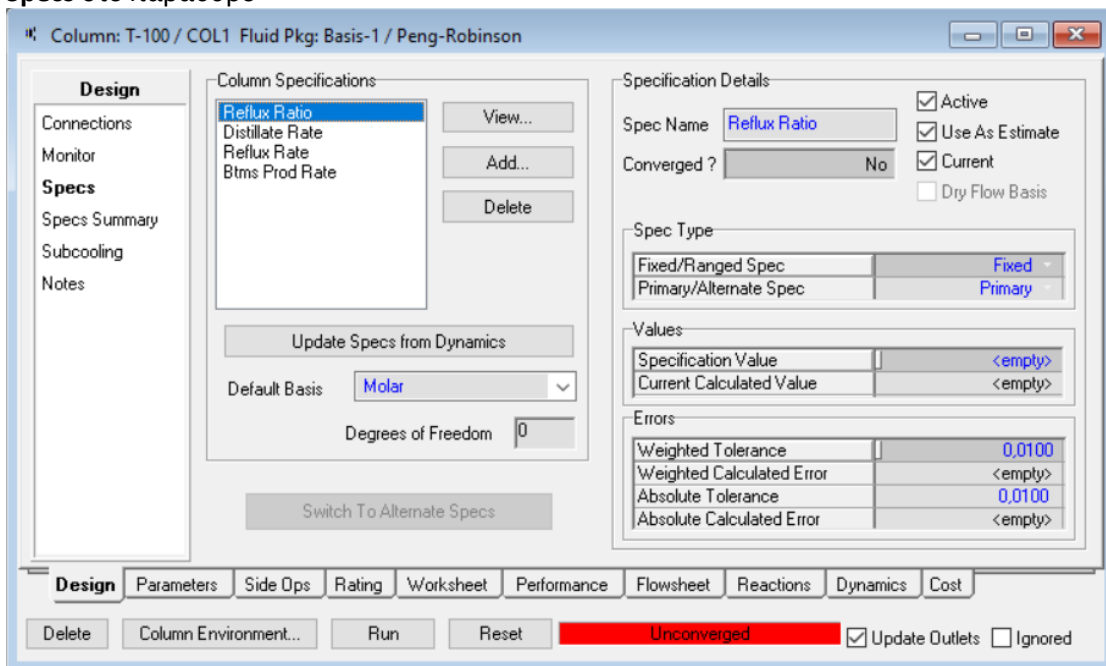 Column: T-100 / COL1 Fluid Pkg: Basis-1 / Peng-Robinson
Design
Connections
Monitor
Specs
Specs Summary
Subcooling
Notes
Column Specifications
Reflux Ratio
Distillate Rate
Reflux Rate
Btms Prod Rate
View...
Add...
Delete
Update Specs from Dynamics
Default Basis Molar
Degrees of Freedom 0
Switch To Alternate Specs
Specification Details
Spec Name Reflux Ratio
Converged ? No
Active
Use As Estimate
Current
Dry Flow Basis
Spec Type
Fixed/Ranged Spec Fixed
Primary/Alternate Spec Primary
Values
Specification Value <empty>
Current Calculated Value <empty>
Errors
Weighted Tolerance 0,0100
Weighted Calculated Error <empty>
Absolute Tolerance 0,0100
Absolute Calculated Error <empty>
Design Parameters Side Ops Rating Worksheet Performance Flowsheet Reactions Dynamics Cost
Delete Column Environment... Run Reset Unconverged Update Outlets Ignored